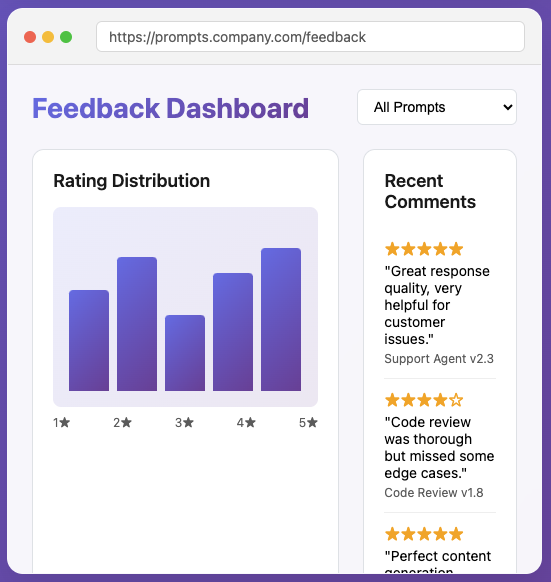 https://prompts.company.com/feedback
Feedback Dashboard
All Prompts
Rating Distribution
1★
2★
3★
4★
5★
Recent
Comments
★★★★★
"Great response
quality, very
helpful for
customer
issues."
Support Agent v2.3
★★★★☆
"Code review
was thorough
but missed some
edge cases."
Code Review v1.8
★★★★★
"Perfect content
generation